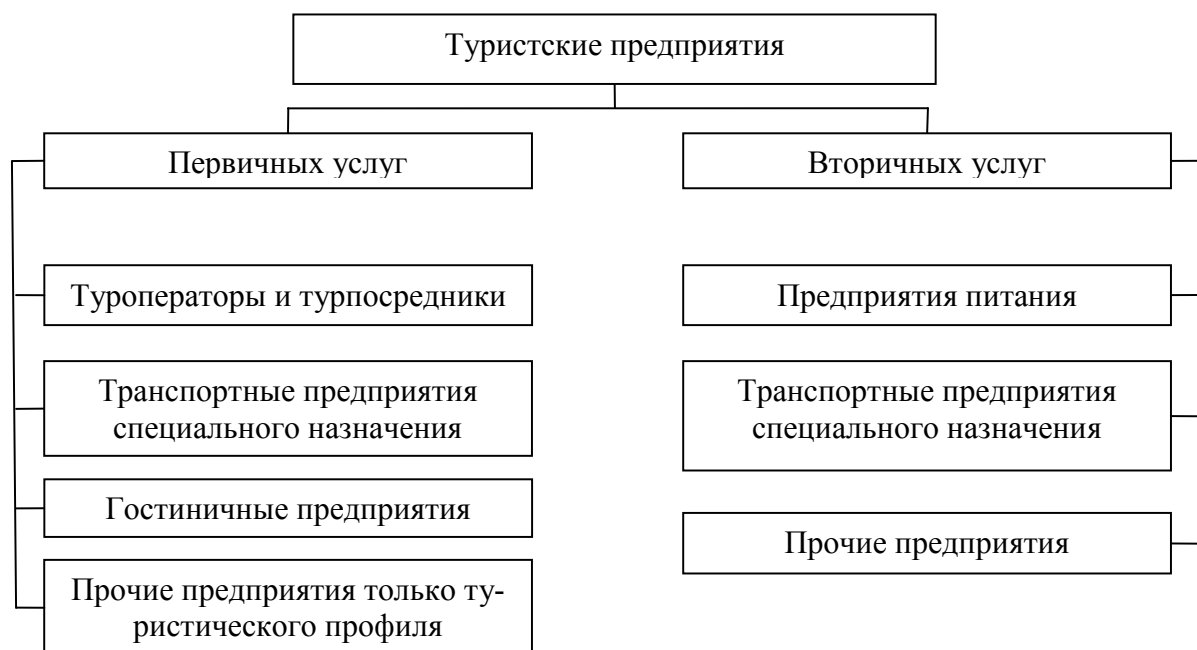 Туристские предприятия
Первичных услуг
Вторичных услуг
Туроператоры и турпосредники
Предприятия питания
Транспортные предприятия
специального назначения
Транспортные предприятия
специального назначения
Гостиничные предприятия
Прочие предприятия
Прочие предприятия только ту-
ристического профиля